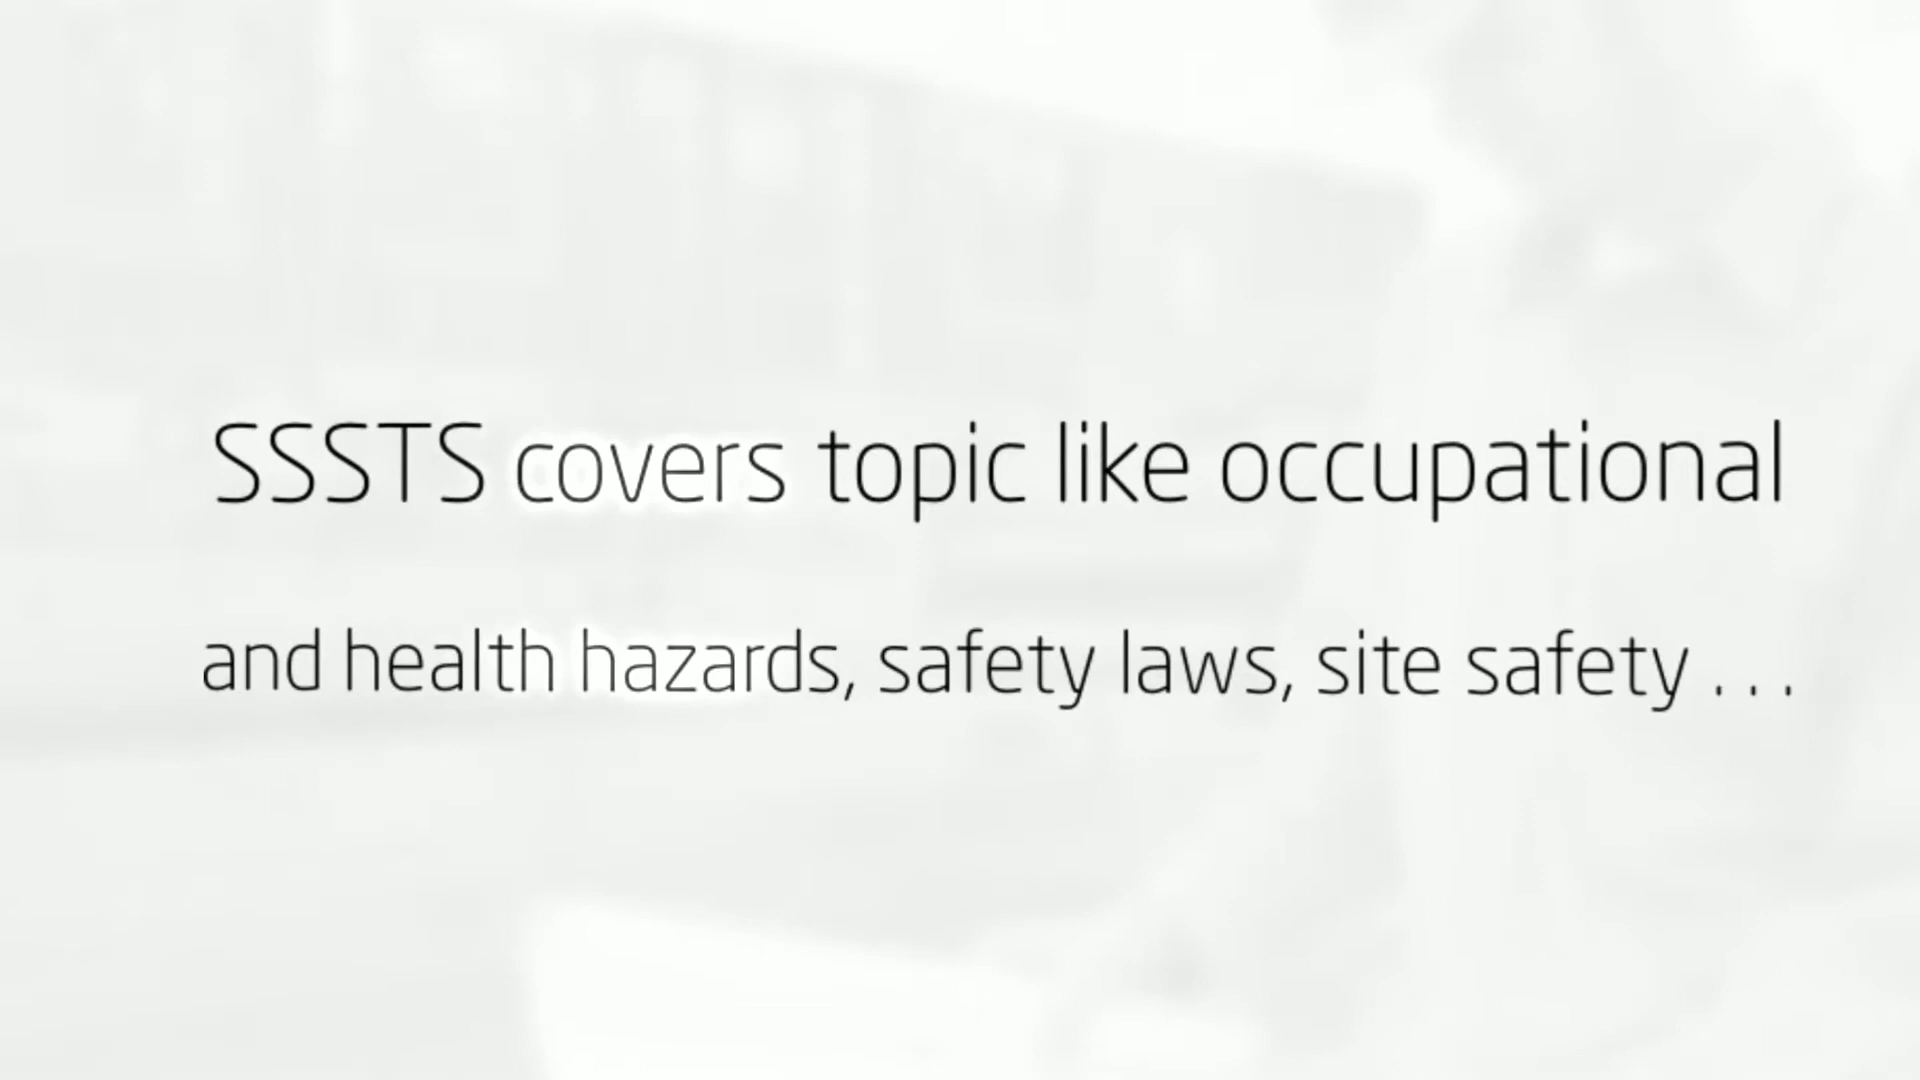 SSSTS covers topic like occupational
and health hazards, safety laws, site safety . . .